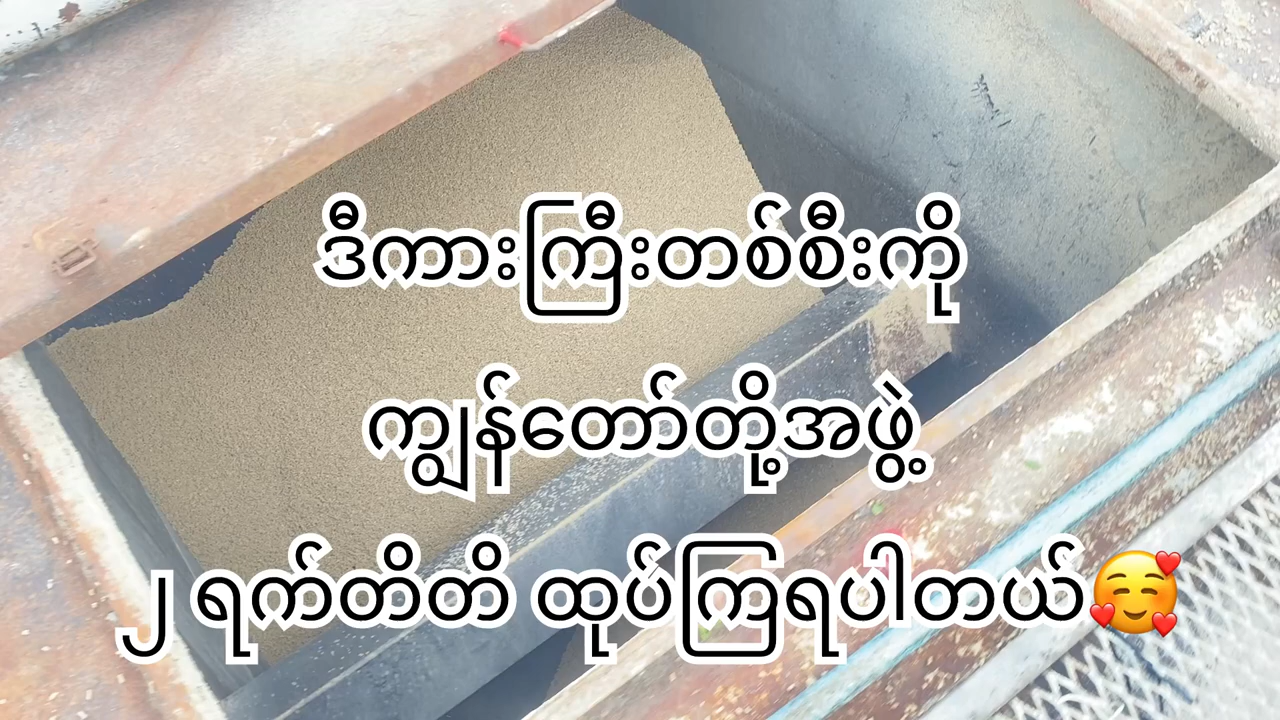 ဒီကားကြီးတစ်စီးကို
ကျွန်တော်တို့အဖွဲ့
၂ ရက်တိတိ ထုပ်ကြရပါတယ်🥰